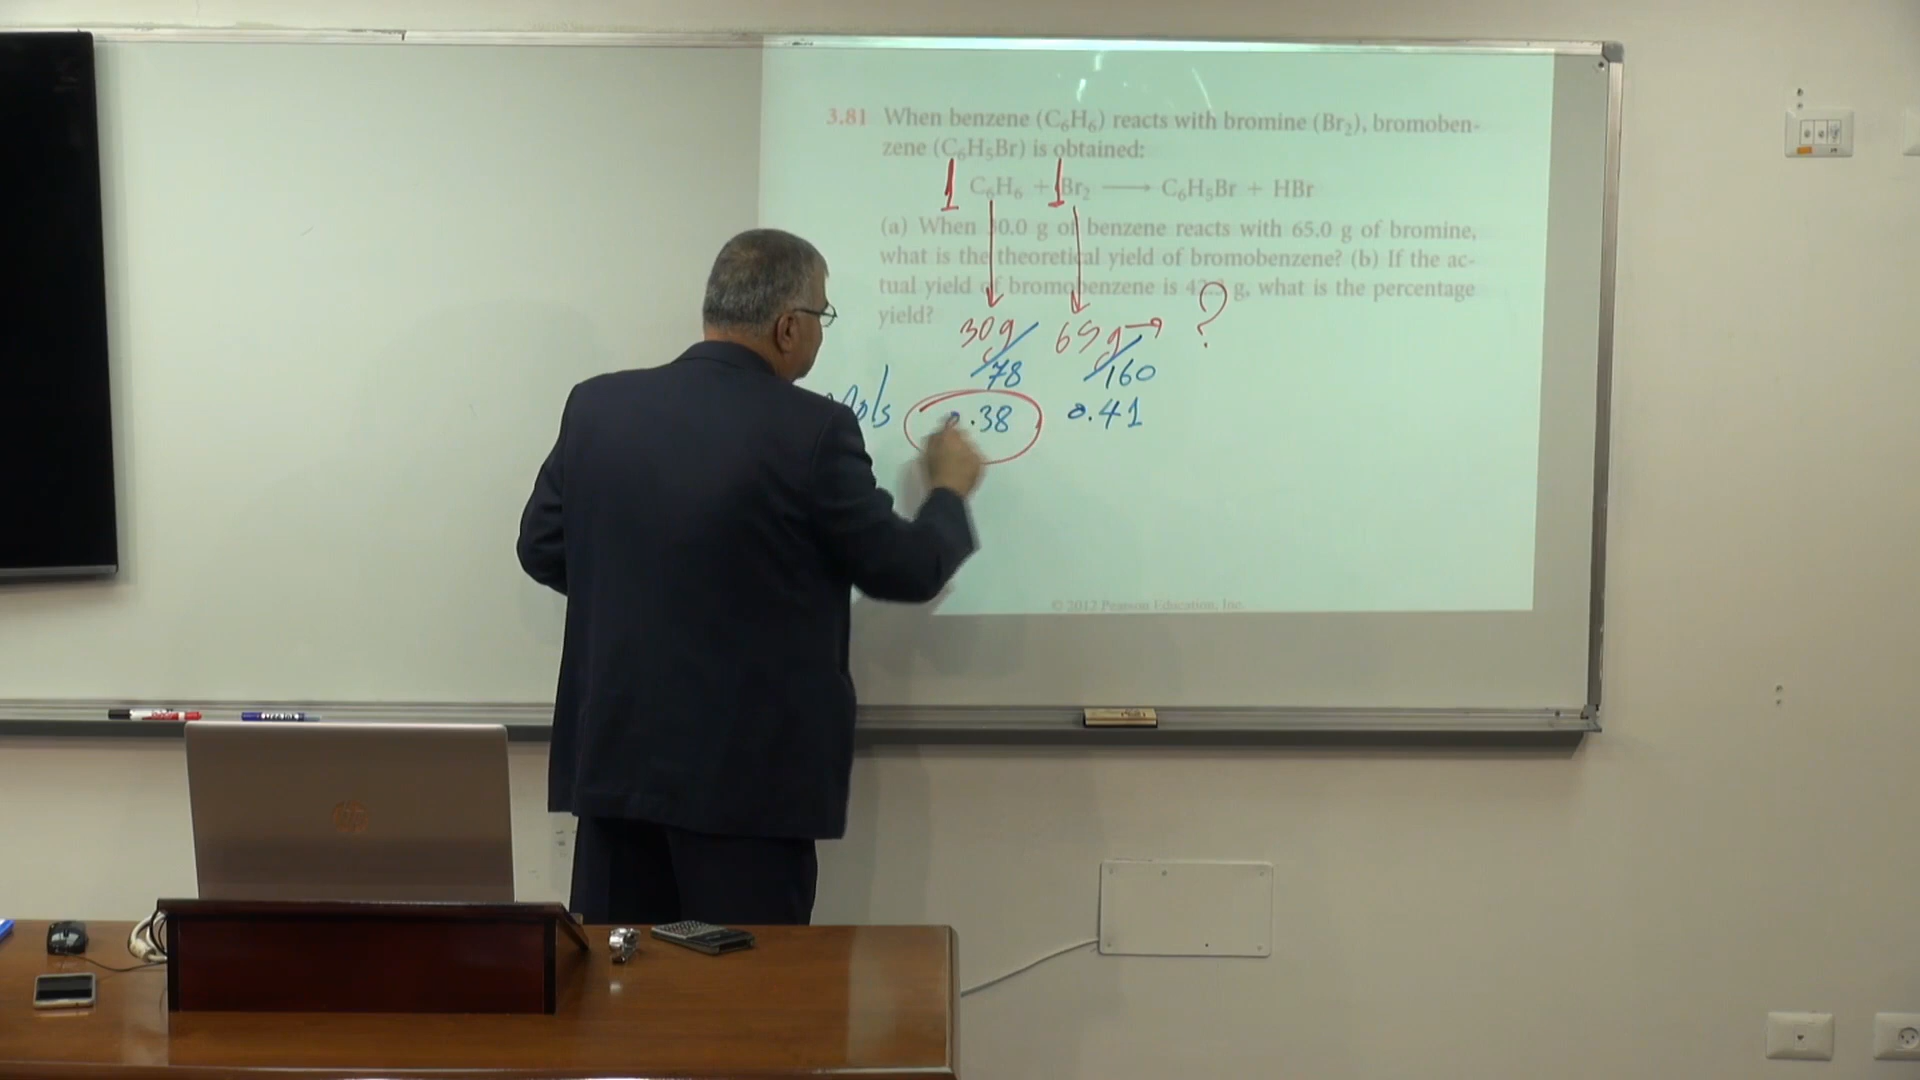 3.81 When benzene (C₆H₆) reacts with bromine (Br₂), bromoben-
zene (C₆H₅Br) is obtained:
1 C₆H₆ + 1 Br₂ ⟶ C₆H₅Br + HBr
(a) When 30.0 g of benzene reacts with 65.0 g of bromine,
what is the theoretical yield of bromobenzene? (b) If the ac-
tual yield of bromobenzene is g, what is the percentage
yield?
30g/ 65g → ?
78 /160
0.38 0.41
© 2012 Pearson Education, Inc.
hp